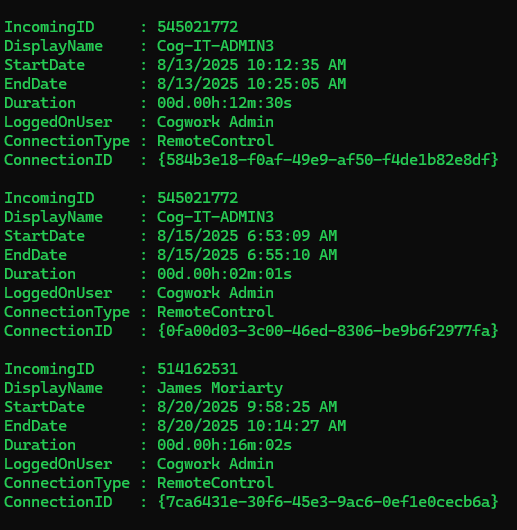 IncomingID     : 545021772
DisplayName    : Cog-IT-ADMIN3
StartDate      : 8/13/2025 10:12:35 AM
EndDate        : 8/13/2025 10:25:05 AM
Duration       : 00d.00h:12m:30s
LoggedOnUser   : Cogwork Admin
ConnectionType : RemoteControl
ConnectionID   : {584b3e18-f0af-49e9-af50-f4de1b82e8df}

IncomingID     : 545021772
DisplayName    : Cog-IT-ADMIN3
StartDate      : 8/15/2025 6:53:09 AM
EndDate        : 8/15/2025 6:55:10 AM
Duration       : 00d.00h:02m:01s
LoggedOnUser   : Cogwork Admin
ConnectionType : RemoteControl
ConnectionID   : {0fa00d03-3c00-46ed-8306-be9b6f2977fa}

IncomingID     : 514162531
DisplayName    : James Moriarty
StartDate      : 8/20/2025 9:58:25 AM
EndDate        : 8/20/2025 10:14:27 AM
Duration       : 00d.00h:16m:02s
LoggedOnUser   : Cogwork Admin
ConnectionType : RemoteControl
ConnectionID   : {7ca6431e-30f6-45e3-9ac6-0ef1e0cecb6a}